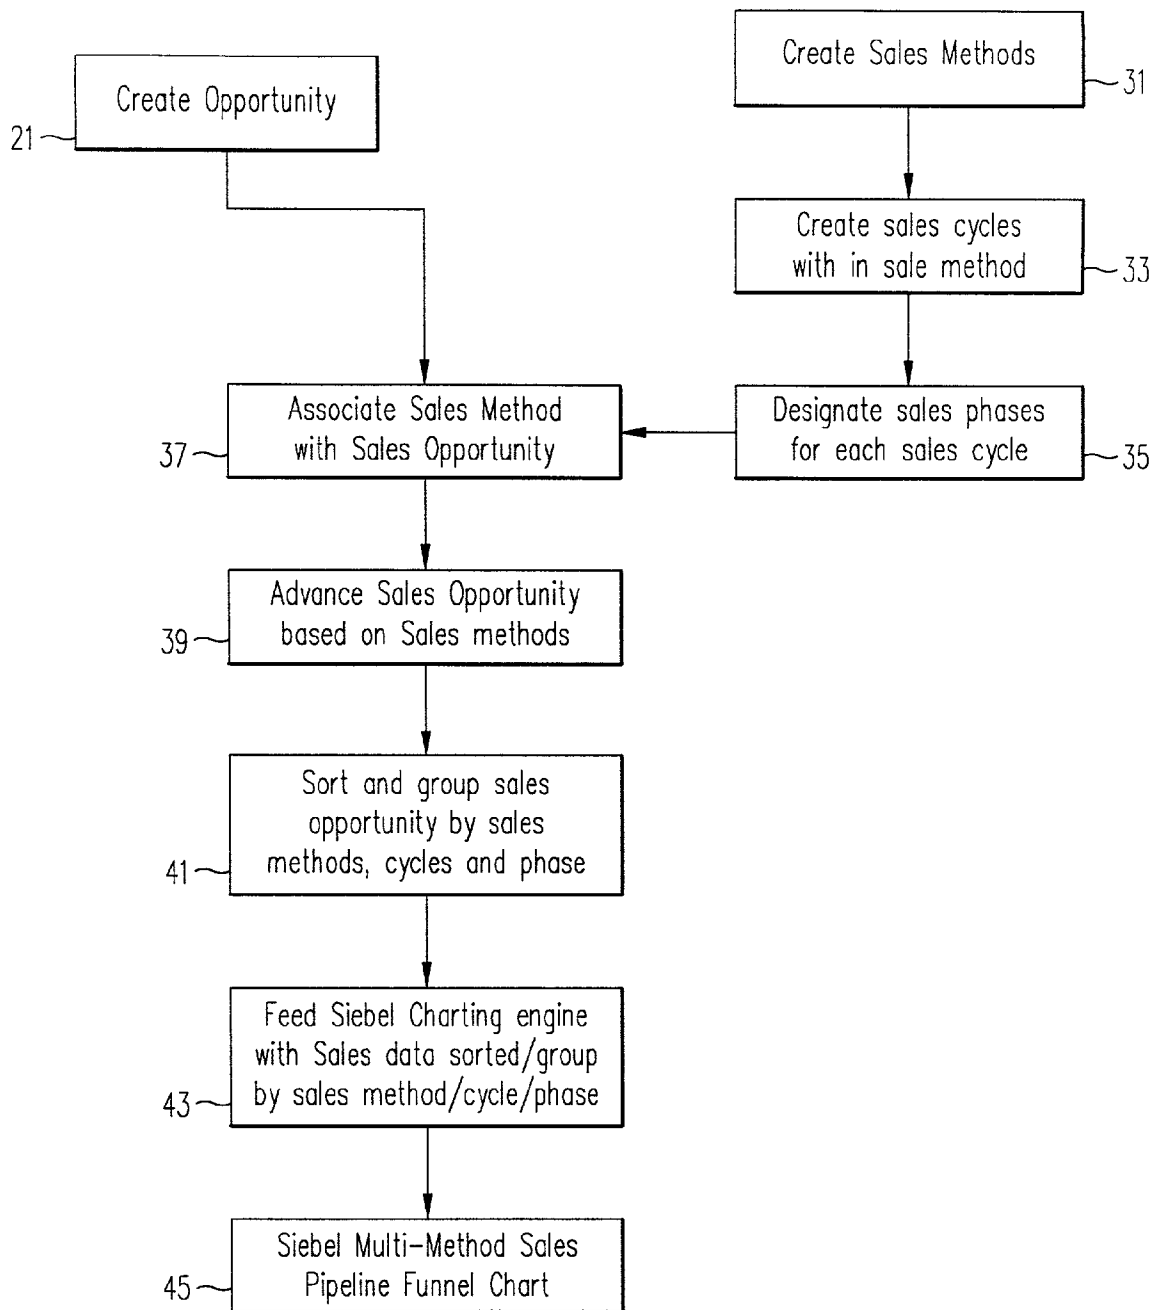 Create Sales Methods
31
Create Opportunity
21
Create sales cycles
with in sale method
33
Associate Sales Method
with Sales Opportunity
37
Designate sales phases
for each sales cycle
35
Advance Sales Opportunity
based on Sales methods
39
Sort and group sales
opportunity by sales
methods, cycles and phase
41
Feed Siebel Charting engine
with Sales data sorted/group
by sales method/cycle/phase
43
Siebel Multi-Method Sales
Pipeline Funnel Chart
45